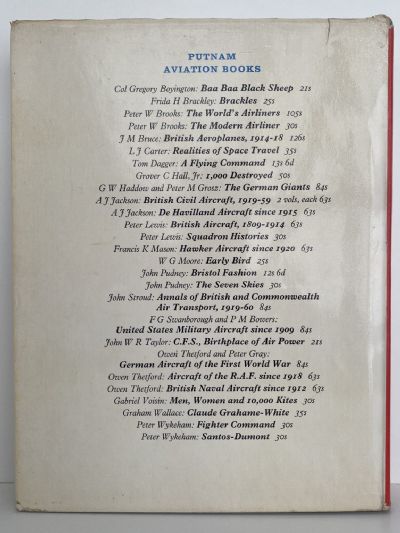 PUTNAM
AVIATION BOOKS
Col Gregory Boyington: Baa Baa Black Sheep 21s
Frida H Brackley: Brackles 25s
Peter W Brooks: The World's Airliners 105s
Peter W Brooks: The Modern Airliner 30s
J M Bruce: British Aeroplanes, 1914-18 126s
L J Carter: Realities of Space Travel 35s
Tom Dagger: A Flying Command 13s 6d
Grover C Hall, Jr: 1,000 Destroyed 50s
G W Haddow and Peter M Grosz: The German Giants 84s
A J Jackson: British Civil Aircraft, 1919-59 2 vols, each 63s
A J Jackson: De Havilland Aircraft since 1915 63s
Peter Lewis: British Aircraft, 1809-1914 63s
Peter Lewis: Squadron Histories 30s
Francis K Mason: Hawker Aircraft since 1920 63s
W G Moore: Early Bird 25s
John Pudney: Bristol Fashion 12s 6d
John Pudney: The Seven Skies 30s
John Stroud: Annals of British and Commonwealth
Air Transport, 1919-60 84s
F G Swanborough and P M Bowers:
United States Military Aircraft since 1909 84s
John W R Taylor: C.F.S., Birthplace of Air Power 21s
Owen Thetford and Peter Gray:
German Aircraft of the First World War 84s
Owen Thetford: Aircraft of the R.A.F. since 1918 63s
Owen Thetford: British Naval Aircraft since 1912 63s
Gabriel Voisin: Men, Women and 10,000 Kites 30s
Graham Wallace: Claude Grahame-White 35s
Peter Wykeham: Fighter Command 30s
Peter Wykeham: Santos-Dumont 30s